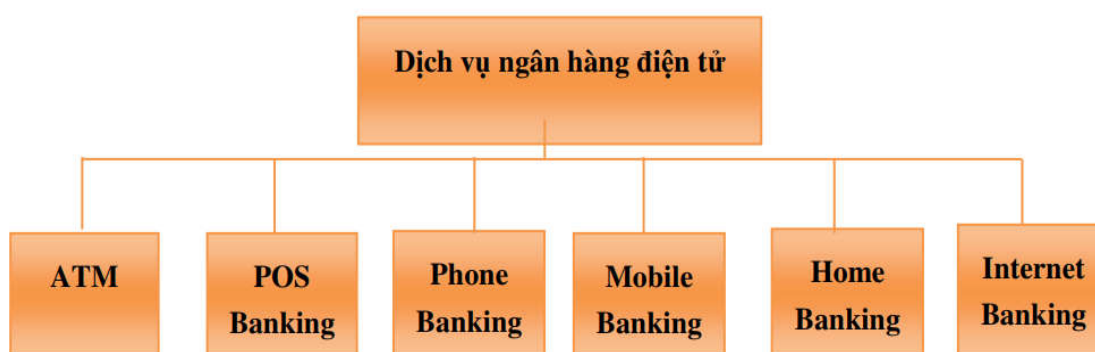 Dịch vụ ngân hàng điện tử
ATM
POS
Banking
Phone
Banking
Mobile
Banking
Home
Banking
Internet
Banking